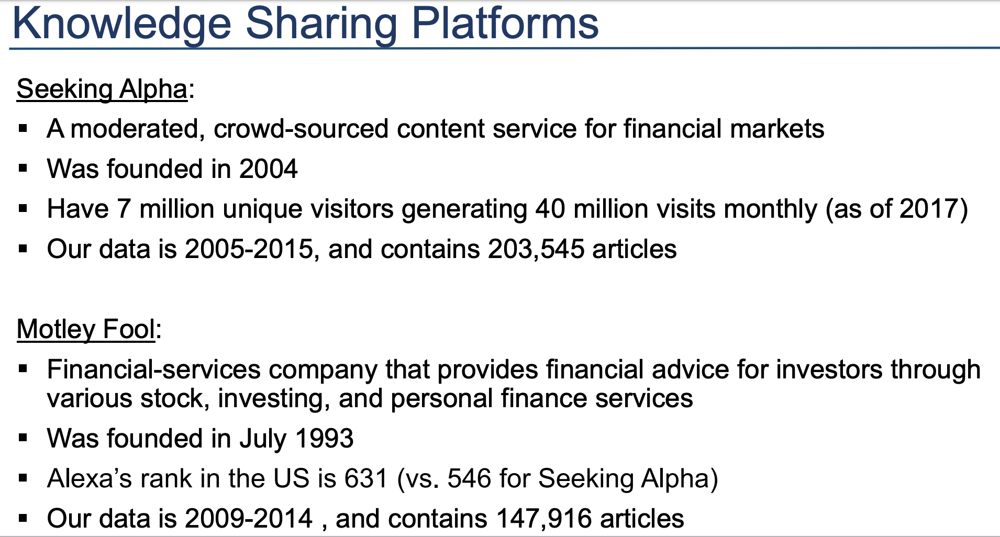 Knowledge Sharing Platforms
Seeking Alpha:
▪ A moderated, crowd-sourced content service for financial markets
▪ Was founded in 2004
▪ Have 7 million unique visitors generating 40 million visits monthly (as of 2017)
▪ Our data is 2005-2015, and contains 203,545 articles
Motley Fool:
▪ Financial-services company that provides financial advice for investors through
various stock, investing, and personal finance services
▪ Was founded in July 1993
▪ Alexa’s rank in the US is 631 (vs. 546 for Seeking Alpha)
▪ Our data is 2009-2014 , and contains 147,916 articles